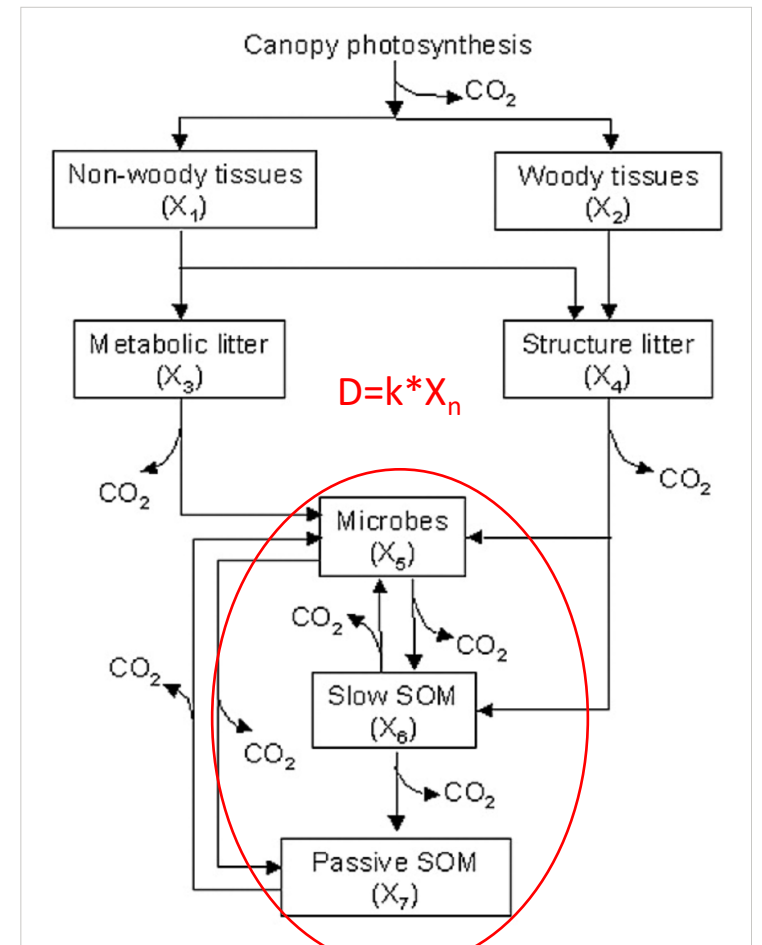 Canopy photosynthesis
CO₂
Non-woody tissues
(X₁)
Woody tissues
(X₂)
Metabolic litter
(X₃)
Structure litter
(X₄)
D=k*Xₙ
CO₂
CO₂
Microbes
(X₅)
CO₂
CO₂
CO₂
Slow SOM
(X₆)
CO₂
CO₂
Passive SOM
(X₇)